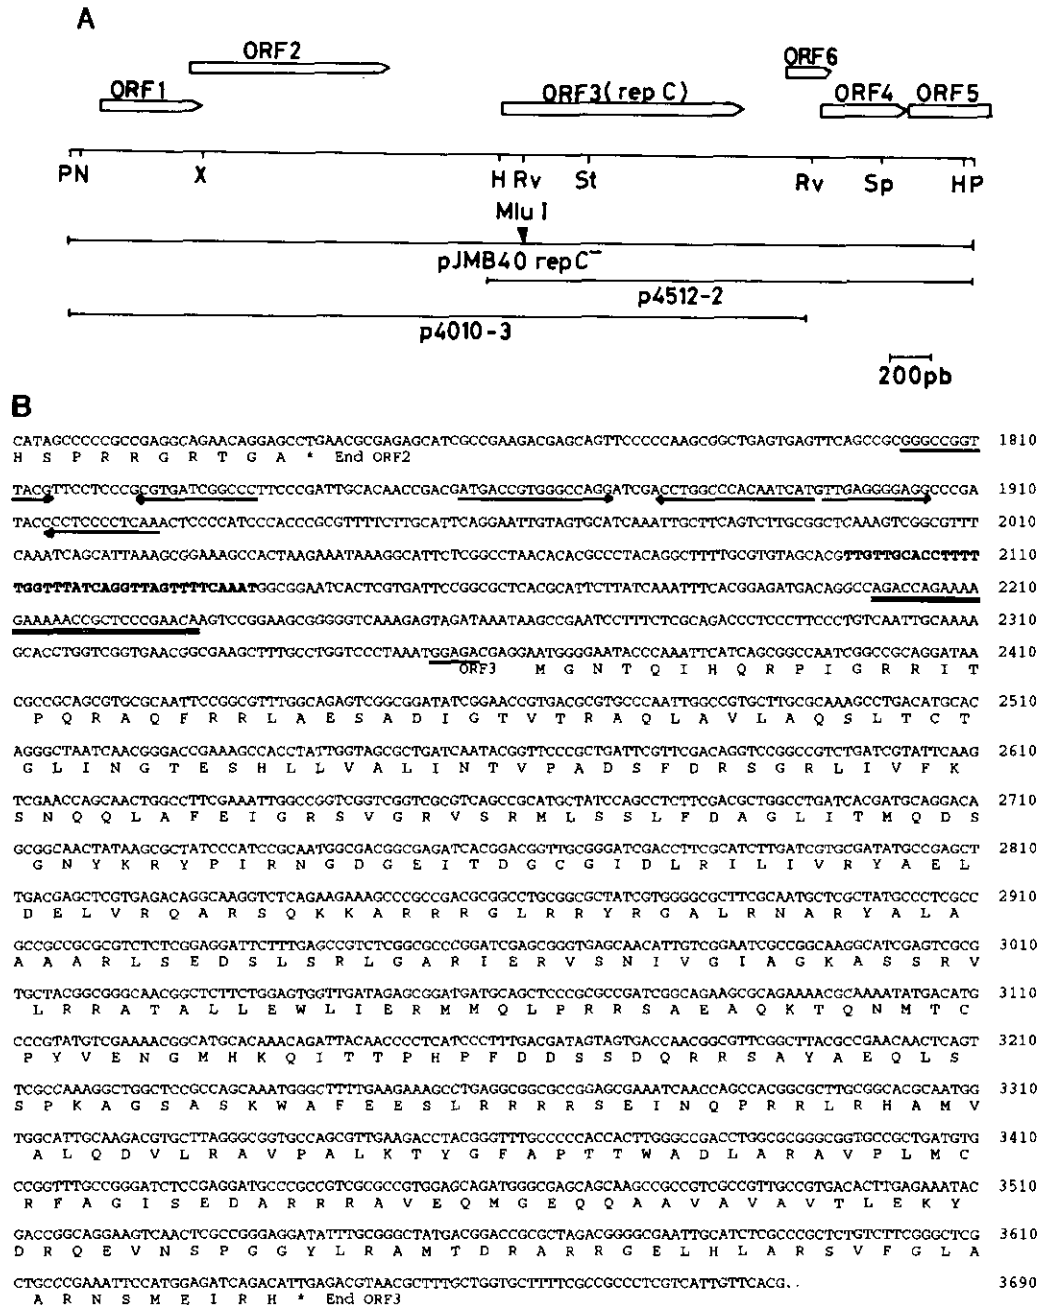 A
ORF1
ORF2
ORF3(rep C)
ORF6
ORF4
ORF5
PN
X
H
Rv
St
Rv
Sp
HP
Mlu I
pJMB40 repC⁻
p4512-2
p4010-3
200pb
B
CATAGCCCCCGCCGAGGCAGAACAGGAGCCTGAACGCGAGAGCATCGCCGAAGACGAGCAGTTCCCCCAAGCGGCTGAGTGAGTTCAGCCGCGGGCCGGT 1810
H S P R R G R T G A * End ORF2
TACGTTCCTCCCGCGTGATCGGCCCTTCCCGATTGCACAACCGACGATGACCGTGGGCCAGGATCGACCTGGCCCACAATCATGTTGAGGGGAGGCCCGA 1910
TACCCCTCCCCTCAAACTCCCCATCCCACCCGCGTTTTCTTGCATTCAGGAATTGTAGTGCATCAAATTGCTTCAGTCTTGCGGCTCAAAGTCGGCGTTT 2010
CAAATCAGCATTAAAGCGGAAAGCCACTAAGAAATAAAGGCATTCTCGGCCTAACACACGCCCTACAGGCTTTTGCGTGTAGCACGTTGTTGCACCTTTT 2110
TGGTTTATCAGGTTAGTTTTCAAATGGCGGAATCACTCGTGATTCCGGCGCTCACGCATTCTTATCAAATTTCACGGAGATGACAGGCCAGACCAGAAAA 2210
GAAAAACCGCTCCCGAACAAGTCCGGAAGCGGGGGTCAAAGAGTAGATAAATAAGCCGAATCCTTTCTCGCAGACCCTCCCTTCCCTGTCAATTGCAAAA 2310
GCACCTGGTCGGTGAACGGCGAAGCTTTGCCTGGTCCCTAAATGGAGACGAGGAATGGGGAATACCCAAATTCATCAGCGGCCAATCGGCCGCAGGATAA 2410
ORF3 M G N T Q I H Q R P I G R R I T
CGCCGCAGCGTGCGCAATTCCGGCGTTTGGCAGAGTCGGCGGATATCGGAACCGTGACGCGTGCCCAATTGGCCGTGCTTGCGCAAAGCCTGACATGCAC 2510
P Q R A Q F R R L A E S A D I G T V T R A Q L A V L A Q S L T C T
AGGGCTAATCAACGGGACCGAAAGCCACCTATTGGTAGCGCTGATCAATACGGTTCCCGCTGATTCGTTCGACAGGTCCGGCCGTCTGATCGTATTCAAG 2610
G L I N G T E S H L L V A L I N T V P A D S F D R S G R L I V F K
TCGAACCAGCAACTGGCCTTCGAAATTGGCCGGTCGGTCGGTCGCGTCAGCCGCATGCTATCCAGCCTCTTCGACGCTGGCCTGATCACGATGCAGGACA 2710
S N Q Q L A F E I G R S V G R V S R M L S S L F D A G L I T M Q D S
GCGGCAACTATAAGCGCTATCCCATCCGCAATGGCGACGGCGAGATCACGGACGGTTGCGGGATCGACCTTCGCATCTTGATCGTGCGATATGCCGAGCT 2810
G N Y K R Y P I R N G D G E I T D G C G I D L R I L I V R Y A E L
TGACGAGCTCGTGAGACAGGCAAGGTCTCAGAAGAAAGCCCGCCGACGCGGCCTGCGGCGCTATCGTGGGGCGCTTCGCAATGCTCGCTATGCCCTCGCC 2910
D E L V R Q A R S Q K K A R R R G L R R Y R G A L R N A R Y A L A
GCCGCCGCGCGTCTCTCGGAGGATTCTTTGAGCCGTCTCGGCGCCCGGATCGAGCGGGTGAGCAACATTGTCGGAATCGCCGGCAAGGCATCGAGTCGCG 3010
A A A R L S E D S L S R L G A R I E R V S N I V G I A G K A S S R V
TGCTACGGCGGGCAACGGCTCTTCTGGAGTGGTTGATAGAGCGGATGATGCAGCTCCCGCGCCGATCGGCAGAAGCGCAGAAAACGCAAAATATGACATG 3110
L R R A T A L L E W L I E R M M Q L P R R S A E A Q K T Q N M T C
CCCGTATGTCGAAAACGGCATGCACAAACAGATTACAACCCCTCATCCCTTTGACGATAGTAGTGACCAACGGCGTTCGGCTTACGCCGAACAACTCAGT 3210
P Y V E N G M H K Q I T T P H P F D D S S D Q R R S A Y A E Q L S
TCGCCAAAGGCTGGCTCCGCCAGCAAATGGGCTTTTGAAGAAAGCCTGAGGCGGCGCCGGAGCGAAATCAACCAGCCACGGCGCTTGCGGCACGCAATGG 3310
S P K A G S A S K W A F E E S L R R R R S E I N Q P R R L R H A M V
TGGCATTGCAAGACGTGCTTAGGGCGGTGCCAGCGTTGAAGACCTACGGGTTTGCCCCCACCACTTGGGCCGACCTGGCGCGGGCGGTGCCGCTGATGTG 3410
A L Q D V L R A V P A L K T Y G F A P T T W A D L A R A V P L M C
CCGGTTTGCCGGGATCTCCGAGGATGCCCGCCGTCGCGCCGTGGAGCAGATGGGCGAGCAGCAAGCCGCCGTCGCCGTTGCCGTGACACTTGAGAAATAC 3510
R F A G I S E D A R R R A V E Q M G E Q Q A A V A V A V T L E K Y
GACCGGCAGGAAGTCAACTCGCCGGGAGGATATTTGCGGGCTATGACGGACCGCGCTAGACGGGGCGAATTGCATCTCGCCCGCTCTGTCTTCGGGCTCG 3610
D R Q E V N S P G G Y L R A M T D R A R R G E L H L A R S V F G L A
CTGCCCGAAATTCCATGGAGATCAGACATTGAGACGTAACGCTTTGCTGGTGCTTTTCGCCGCCCTCGTCATTGTTCACG.. 3690
A R N S M E I R H * End ORF3